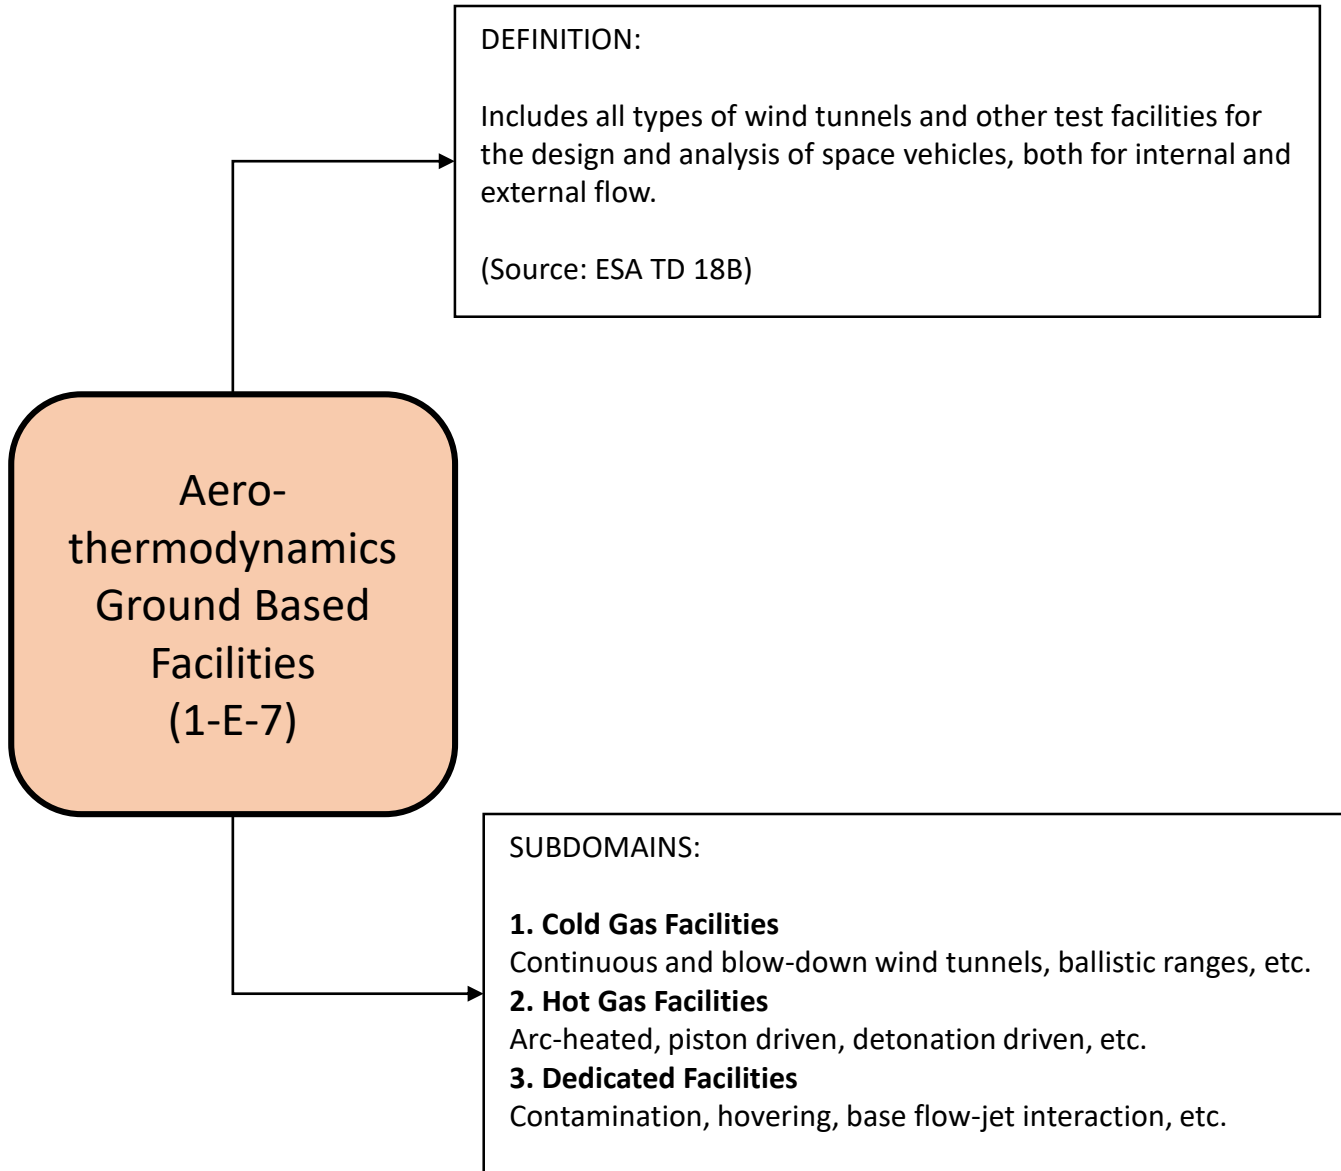 DEFINITION:
Includes all types of wind tunnels and other test facilities for
the design and analysis of space vehicles, both for internal and
external flow.
(Source: ESA TD 18B)
Aero-
thermodynamics
Ground Based
Facilities
(1-E-7)
SUBDOMAINS:
1. Cold Gas Facilities
Continuous and blow-down wind tunnels, ballistic ranges, etc.
2. Hot Gas Facilities
Arc-heated, piston driven, detonation driven, etc.
3. Dedicated Facilities
Contamination, hovering, base flow-jet interaction, etc.